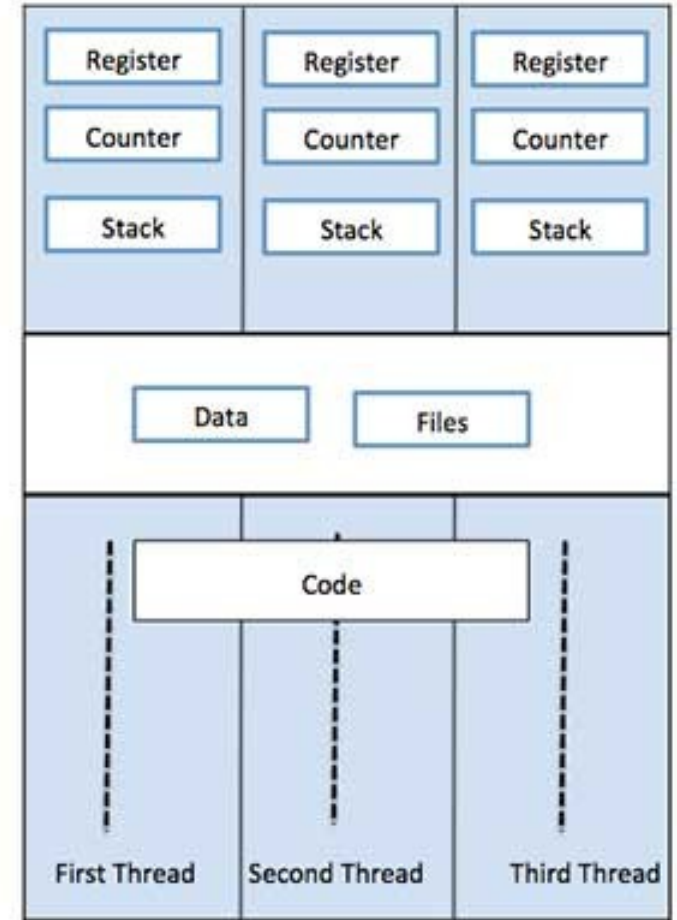 Register Register Register
Counter Counter Counter
Stack Stack Stack
Data Files
Code
First Thread Second Thread Third Thread